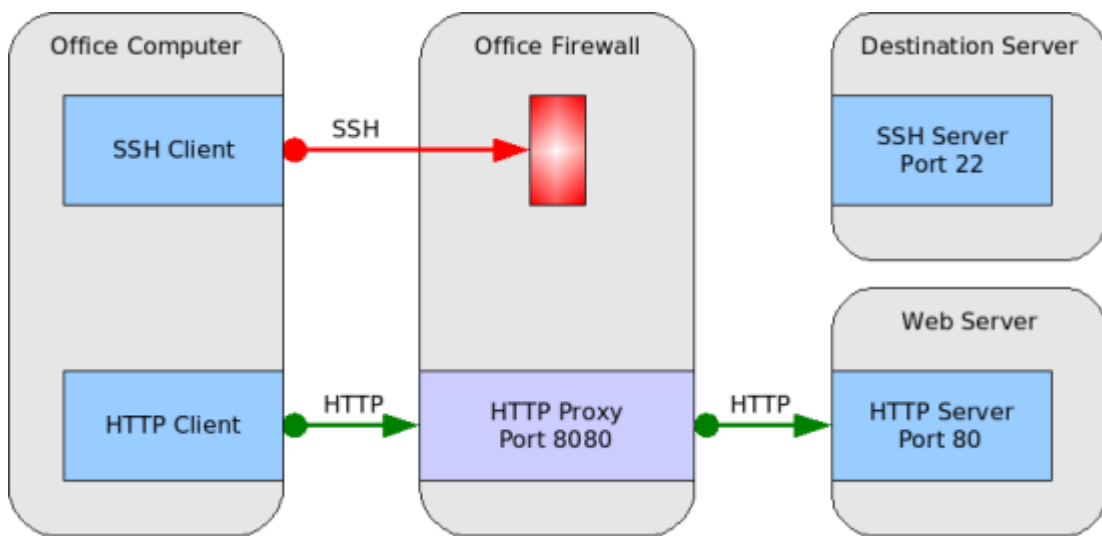 Office Computer
Office Firewall
Destination Server
SSH Client
SSH
SSH Server
Port 22
Web Server
HTTP Client
HTTP
HTTP Proxy
Port 8080
HTTP
HTTP Server
Port 80